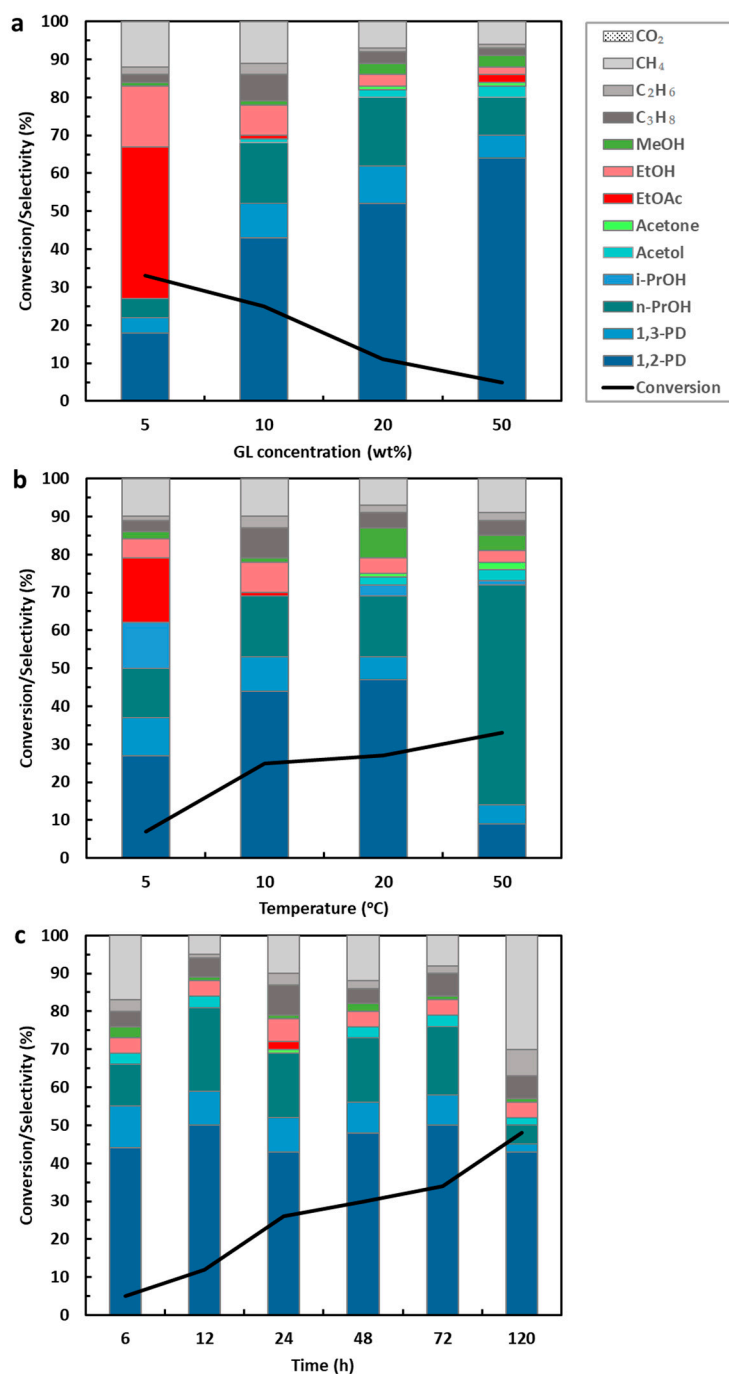 a
100
90
80
70
60
50
40
30
20
10
0
Conversion/Selectivity (%)
5 10 20 50
GL concentration (wt%)
CO2
CH4
C2H6
C3H8
MeOH
EtOH
EtOAc
Acetone
Acetol
i-PrOH
n-PrOH
1,3-PD
1,2-PD
Conversion
b
100
90
80
70
60
50
40
30
20
10
0
Conversion/Selectivity (%)
5 10 20 50
Temperature (°C)
c
100
90
80
70
60
50
40
30
20
10
0
Conversion/Selectivity (%)
6 12 24 48 72 120
Time (h)